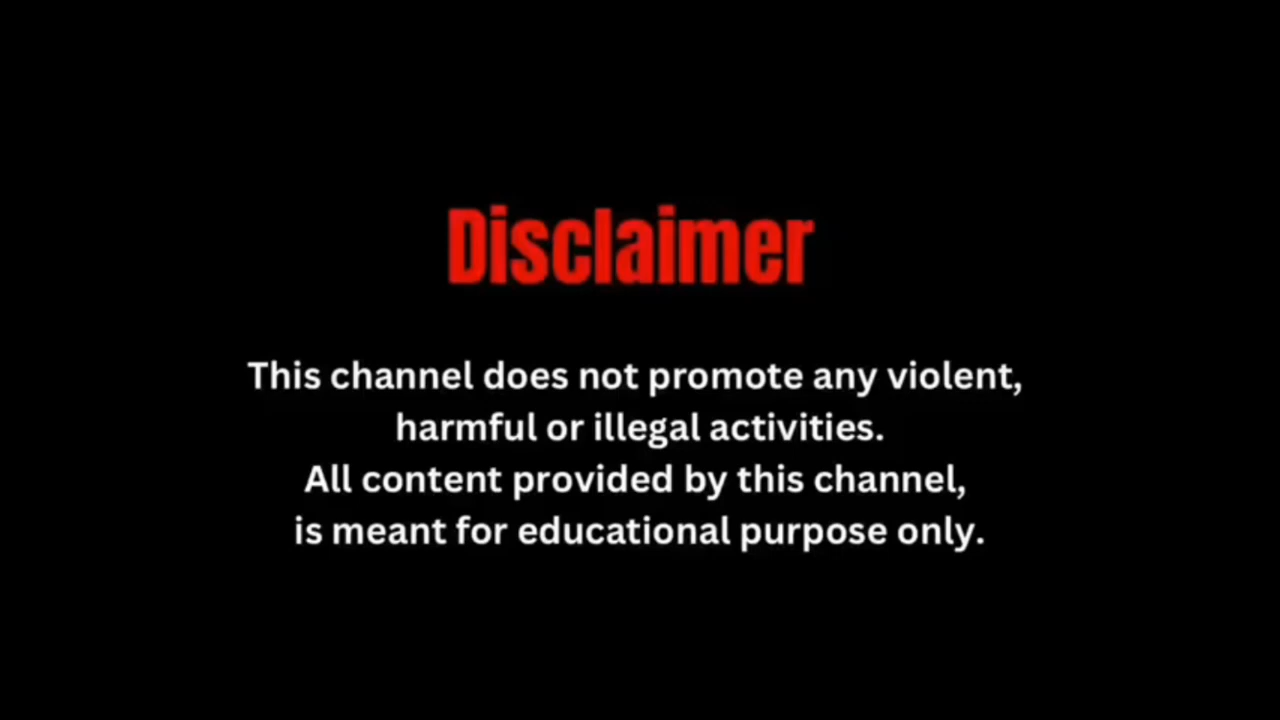 Disclaimer
This channel does not promote any violent,
harmful or illegal activities.
All content provided by this channel,
is meant for educational purpose only.